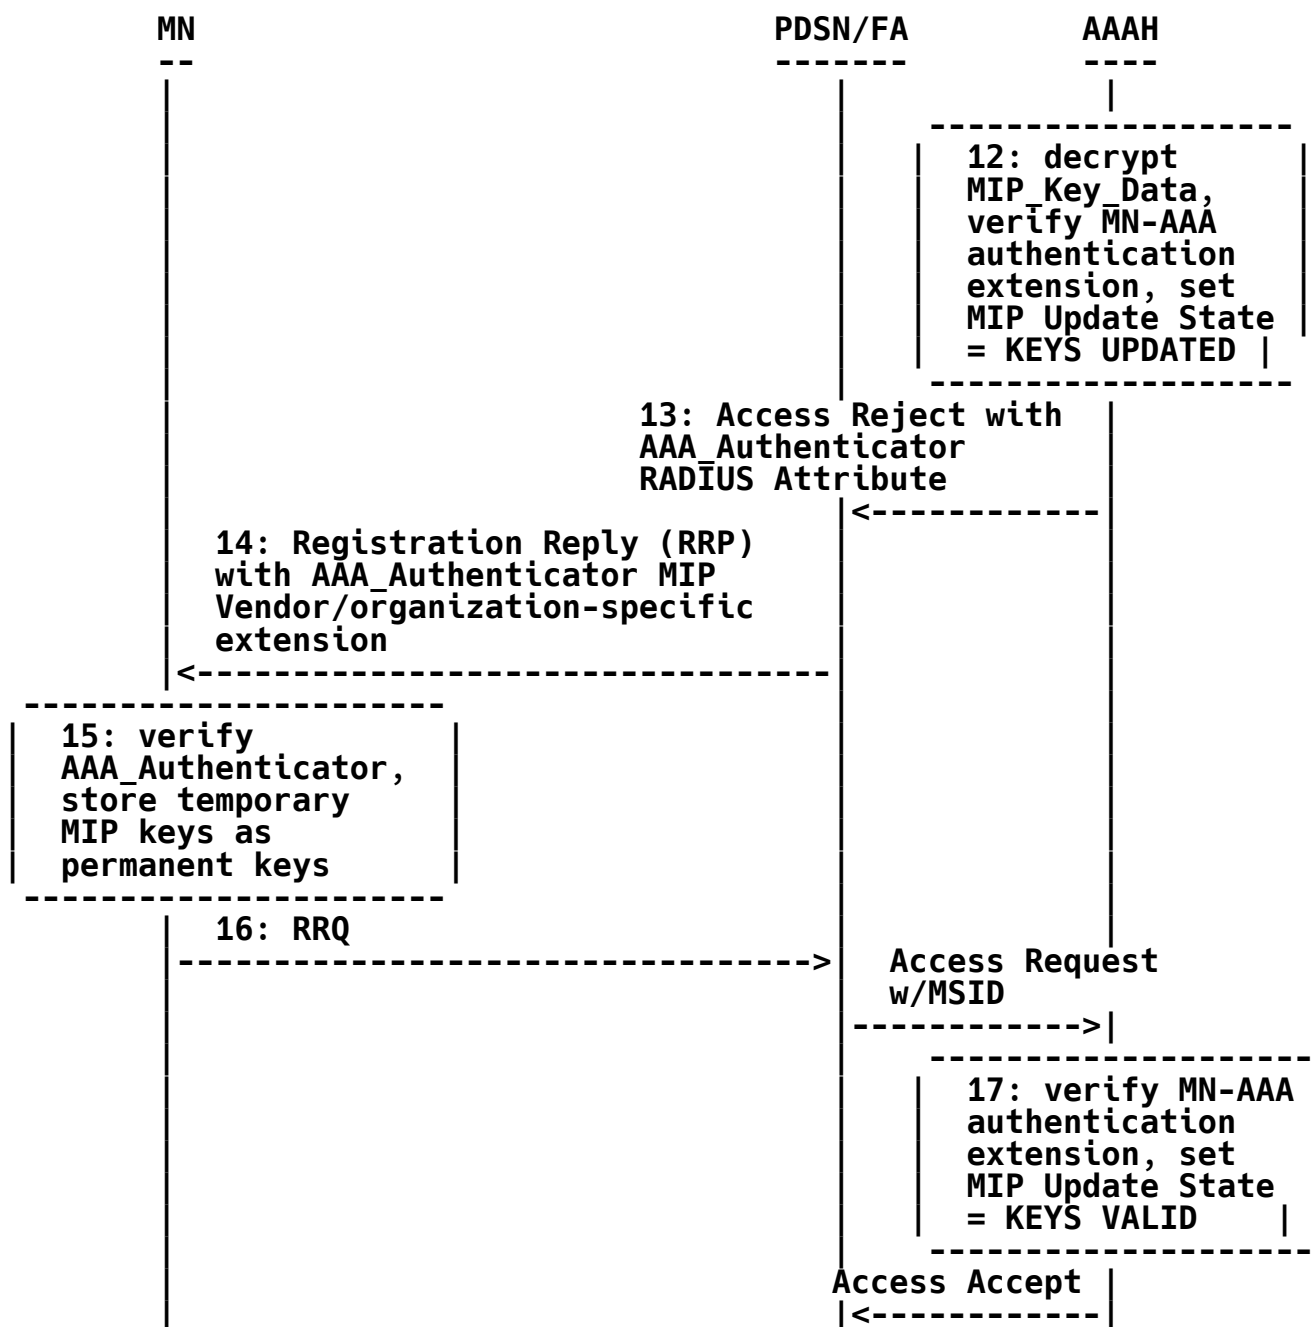 MN PDSN/FA AAAH
-- ------- ----
12: decrypt
MIP_Key_Data,
verify MN-AAA
authentication
extension, set
MIP Update State
= KEYS UPDATED
13: Access Reject with
AAA_Authenticator
RADIUS Attribute
14: Registration Reply (RRP)
with AAA_Authenticator MIP
Vendor/organization-specific
extension
15: verify
AAA_Authenticator,
store temporary
MIP keys as
permanent keys
16: RRQ
Access Request
w/MSID
17: verify MN-AAA
authentication
extension, set
MIP Update State
= KEYS VALID
Access Accept